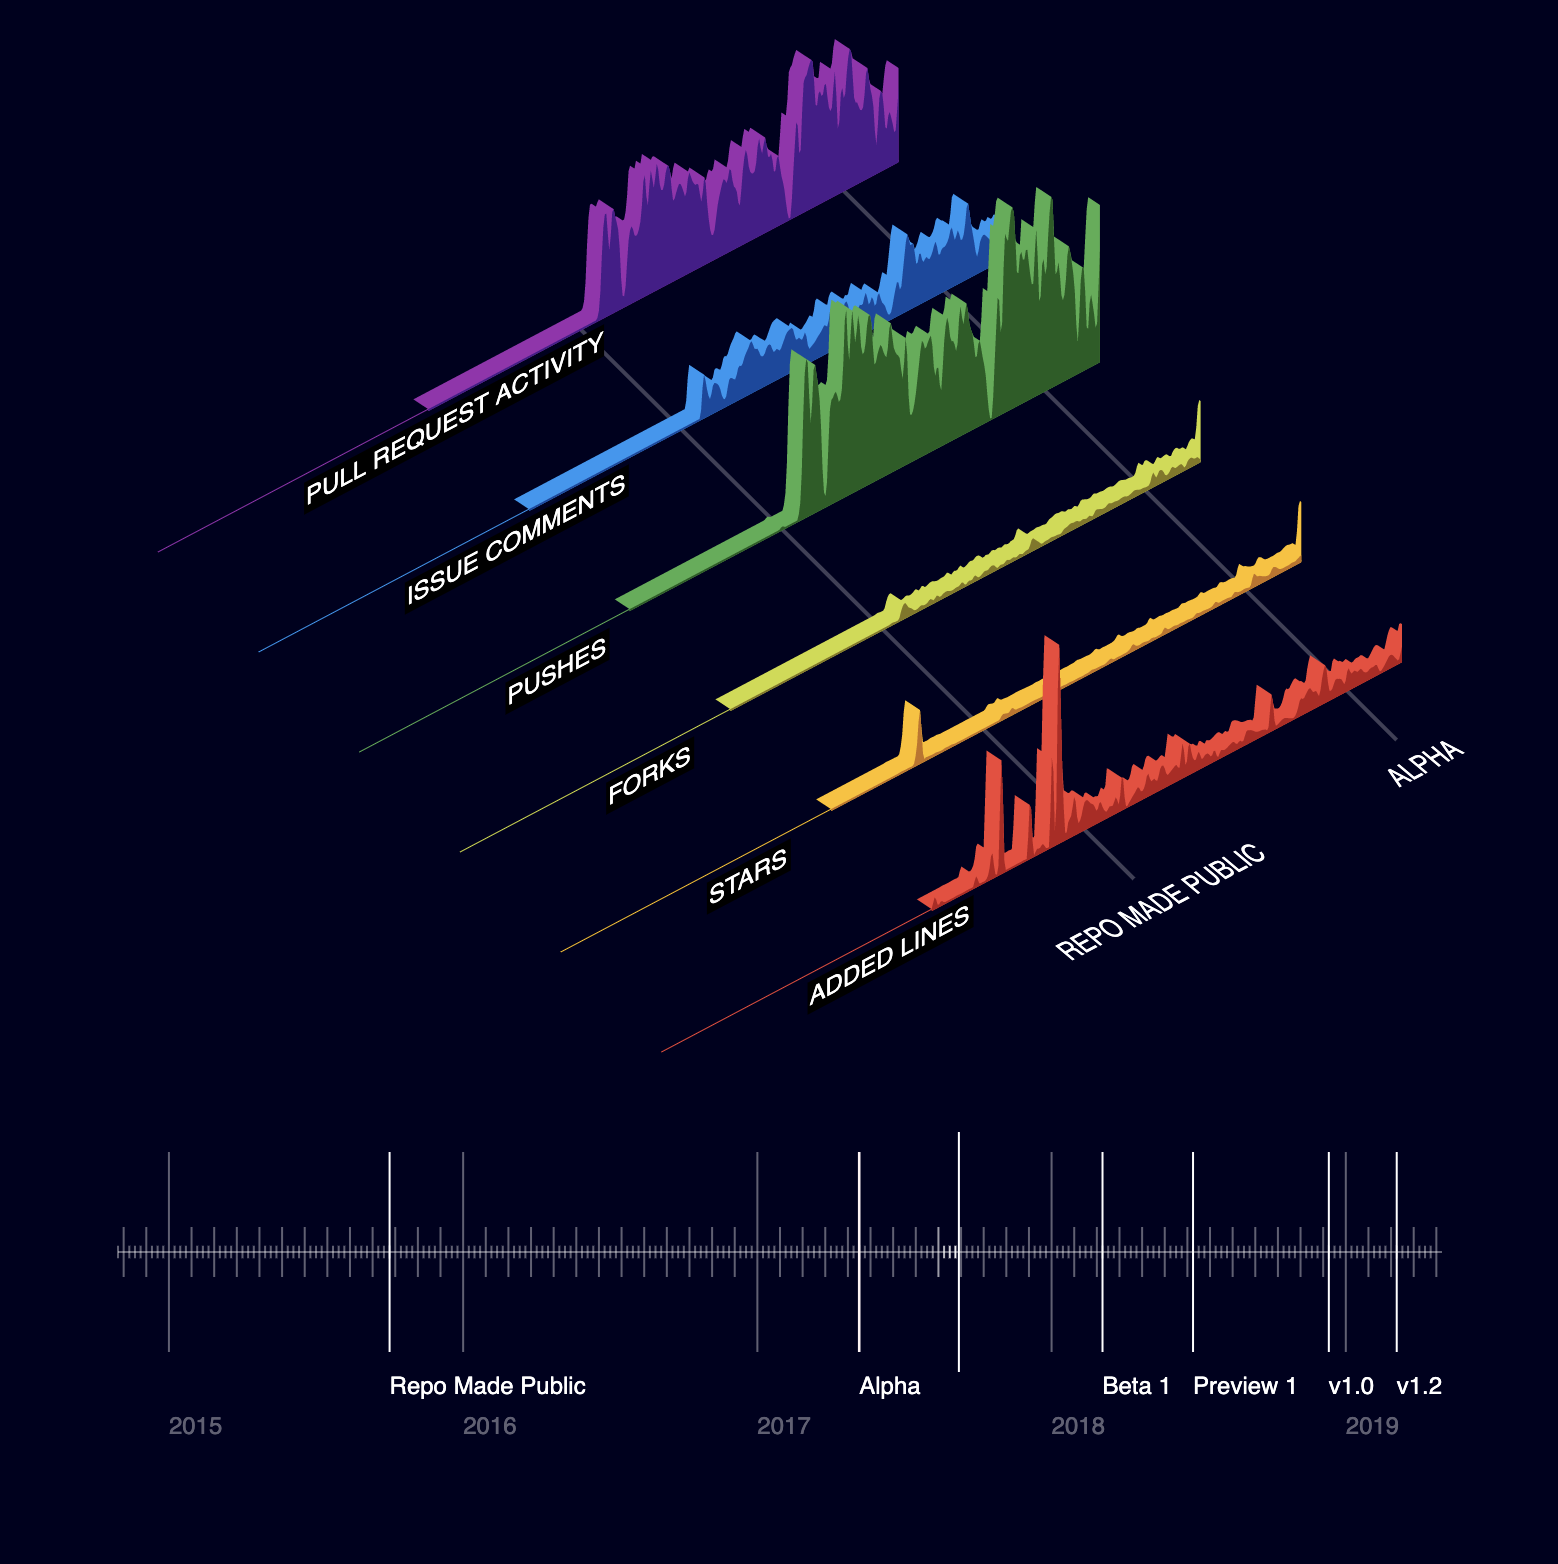 PULL REQUEST ACTIVITY
ISSUE COMMENTS
PUSHES
FORKS
STARS
ADDED LINES
ALPHA
REPO MADE PUBLIC
Repo Made Public
Alpha
Beta 1
Preview 1
v1.0
v1.2
2015
2016
2017
2018
2019